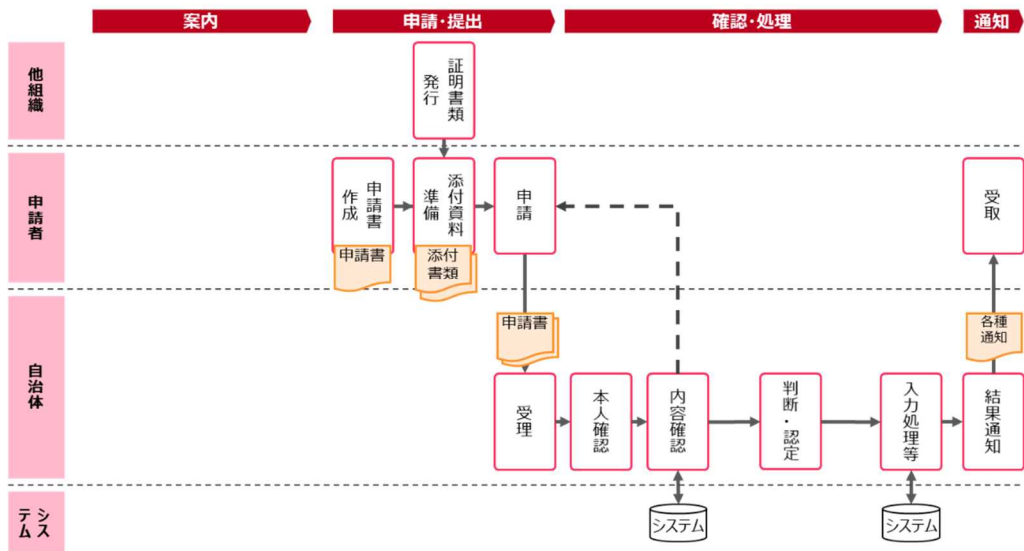 案内
申請・提出
確認・処理
通知
他組織
証明書類
発行
申請者
申請書
作成
添付資料
準備
申請
受取
申請書
添付
書類
自治体
申請書
各種
通知
受理
本人確認
内容確認
判断・認定
入力処理等
結果通知
シス
テム
システム
システム